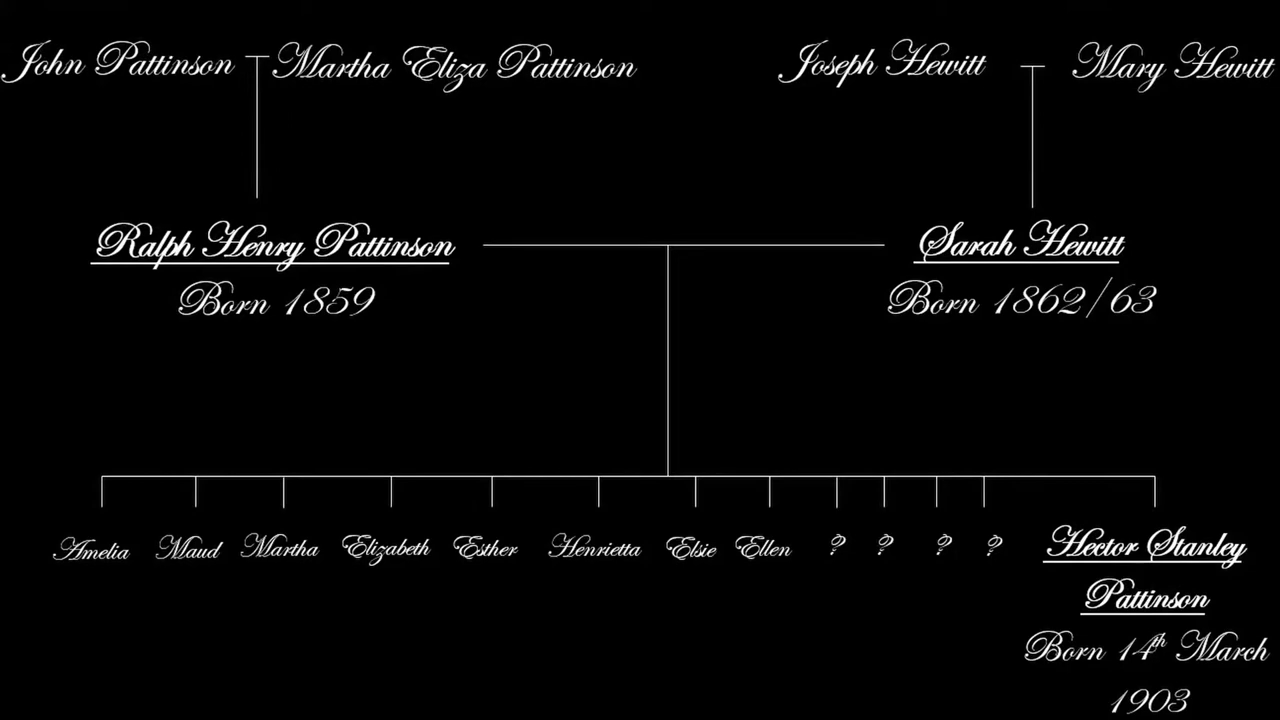 John Pattinson Martha Eliza Pattinson Joseph Hewitt Mary Hewitt
Ralph Henry Pattinson Sarah Hewitt
Born 1859 Born 1862/63
Amelia Maud Martha Elizabeth Esther Henrietta Elsie Ellen ? ? ? ? Hector Stanley
Pattinson
Born 14th March
1903